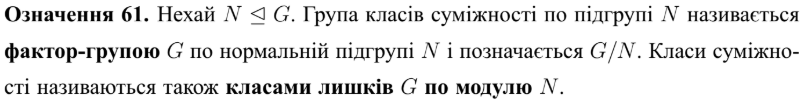 Означення 61. Нехай N ⊴ G. Група класів суміжності по підгрупі N називається
фактор-групою G по нормальній підгрупі N і позначається G/N. Класи суміжно-
сті називаються також класами лишків G по модулю N.